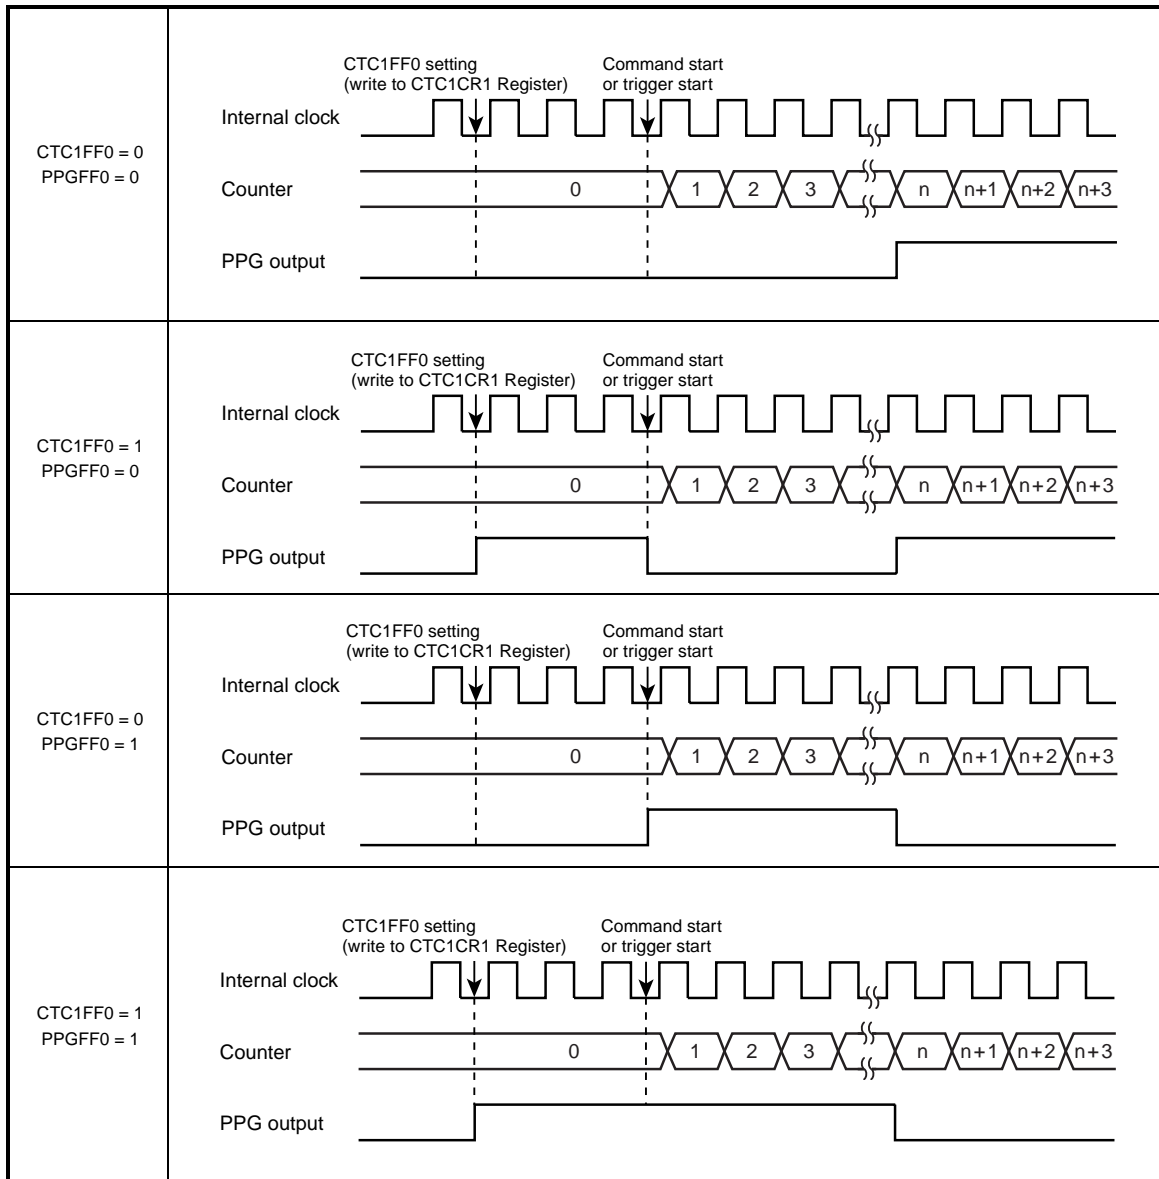 CTC1FF0 = 0
PPGFF0 = 0
CTC1FF0 setting
(write to CTC1CR1 Register)
Command start
or trigger start
Internal clock
Counter
0
1
2
3
n
n+1
n+2
n+3
PPG output
CTC1FF0 = 1
PPGFF0 = 0
CTC1FF0 setting
(write to CTC1CR1 Register)
Command start
or trigger start
Internal clock
Counter
0
1
2
3
n
n+1
n+2
n+3
PPG output
CTC1FF0 = 0
PPGFF0 = 1
CTC1FF0 setting
(write to CTC1CR1 Register)
Command start
or trigger start
Internal clock
Counter
0
1
2
3
n
n+1
n+2
n+3
PPG output
CTC1FF0 = 1
PPGFF0 = 1
CTC1FF0 setting
(write to CTC1CR1 Register)
Command start
or trigger start
Internal clock
Counter
0
1
2
3
n
n+1
n+2
n+3
PPG output